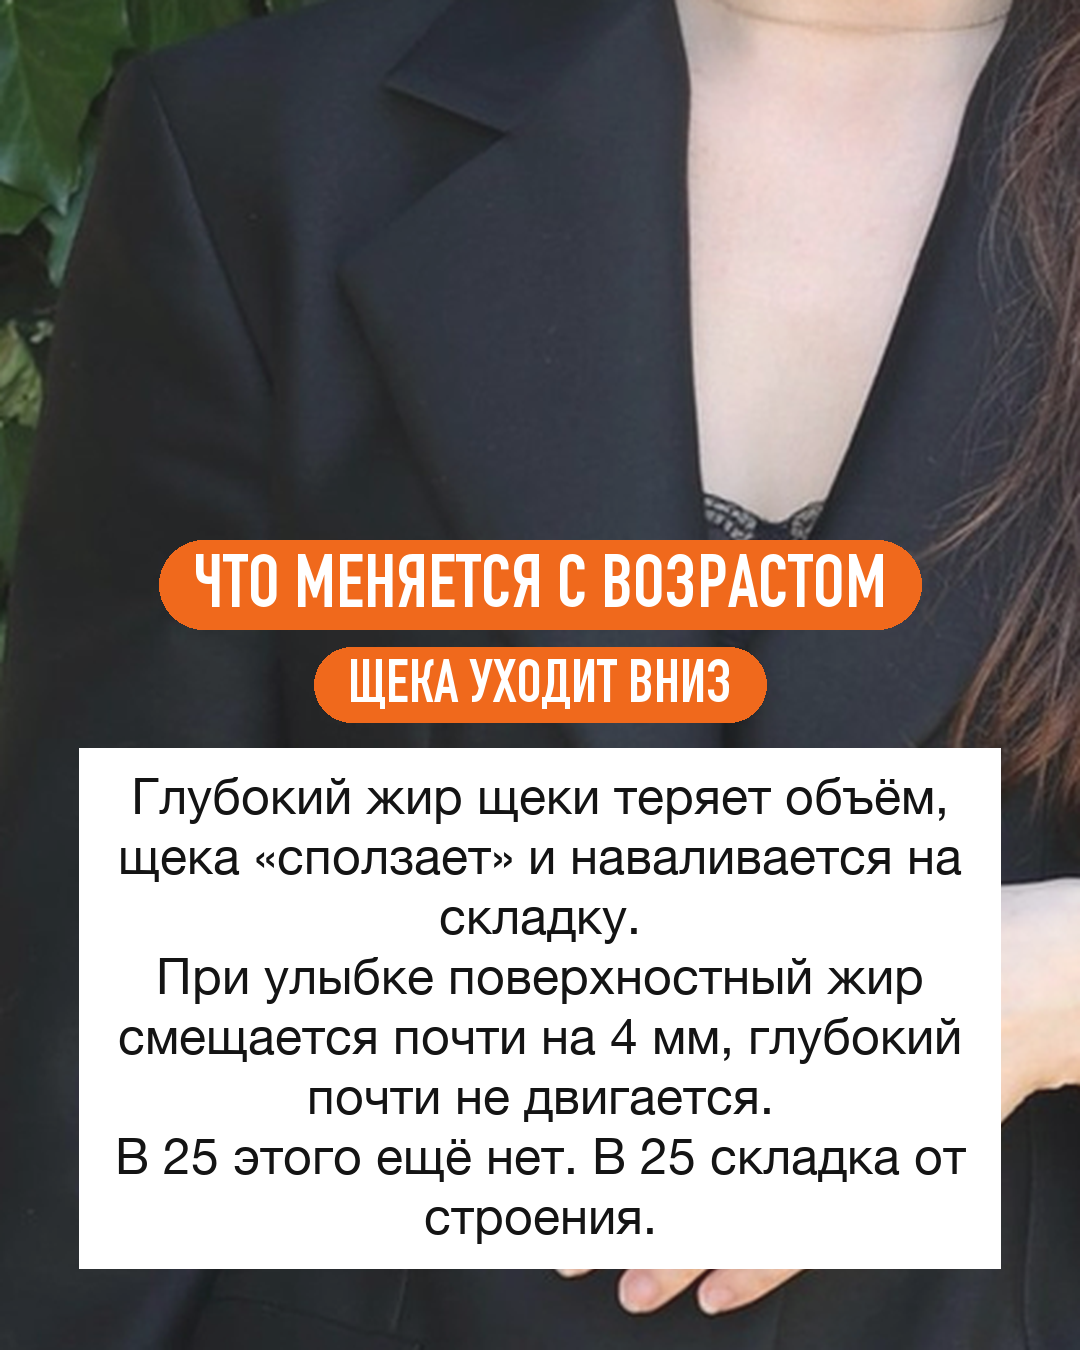 ЧТО МЕНЯЕТСЯ С ВОЗРАСТОМ
ЩЕКА УХОДИТ ВНИЗ
Глубокий жир щеки теряет объём,
щека «сползает» и наваливается на
складку.
При улыбке поверхностный жир
смещается почти на 4 мм, глубокий
почти не двигается.
В 25 этого ещё нет. В 25 складка от
строения.